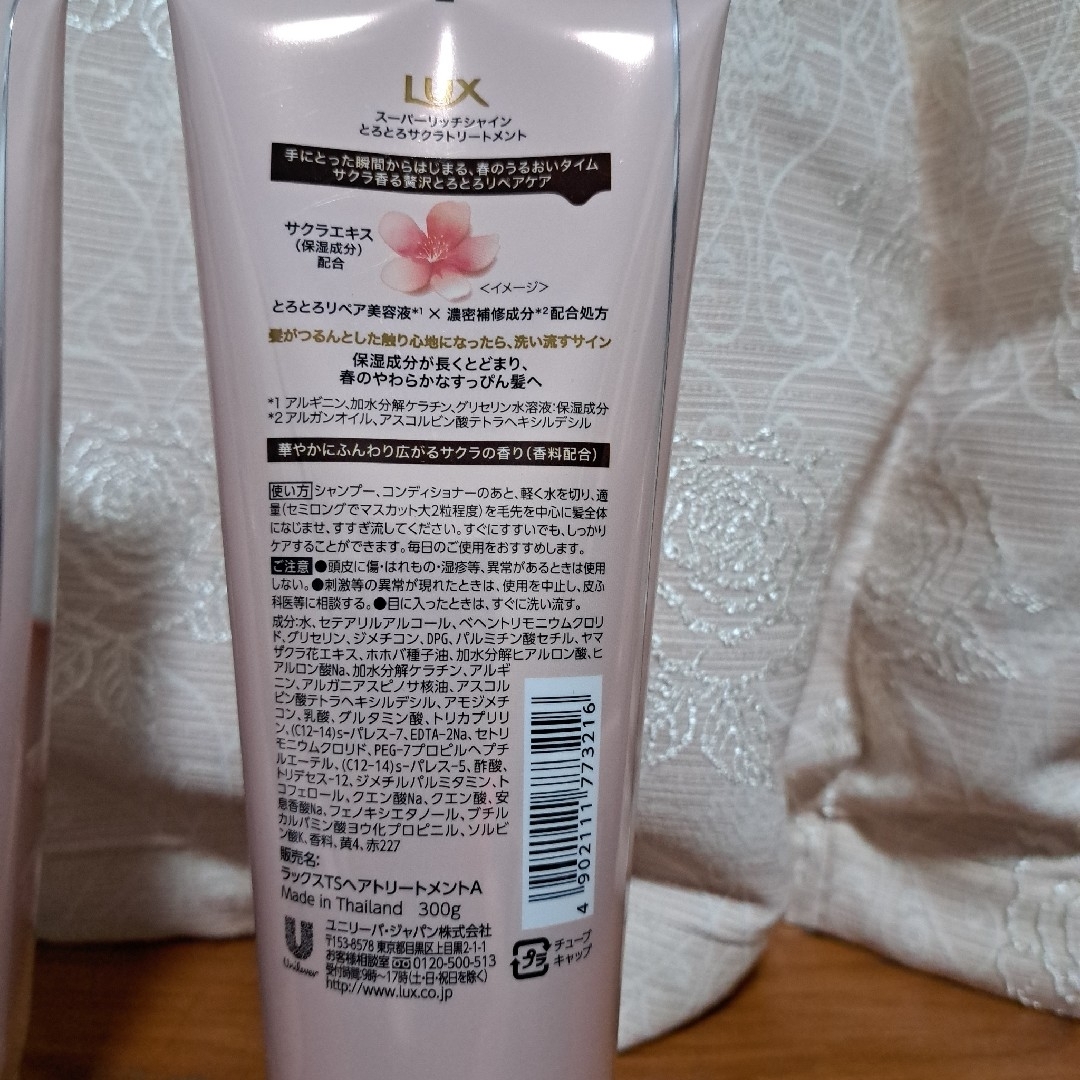 LUX
スーパーリッチシャイン
とろとろサクラトリートメント
手にとった瞬間からはじまる、春のうるおいタイム
サクラ香る贅沢とろとろリペアケア
サクラエキス
(保湿成分)
配合
<イメージ>
とろとろリペア美容液*1 × 濃密補修成分*2配合処方
髪がつるんとした触り心地になったら、洗い流すサイン
保湿成分が長くとどまり、
春のやわらかなすっぴん髪へ
*1 アルギニン、加水分解ケラチン、グリセリン水溶液:保湿成分
*2 アルガンオイル、アスコルビン酸テトラヘキシルデシル
華やかにふんわり広がるサクラの香り(香料配合)
使い方 シャンプー、コンディショナーのあと、軽く水を切り、適
量(セミロングでマスカット大2粒程度)を毛先を中心に髪全体
になじませ、すすぎ流してください。すぐにすすいでも、しっかり
ケアすることができます。毎日のご使用をおすすめします。
ご注意 ●頭皮に傷・はれもの・湿疹等、異常があるときは使用
しない。●刺激等の異常が現れたときは、使用を中止し、皮ふ
科医等に相談する。●目に入ったときは、すぐに洗い流す。
成分:水、セテアリルアルコール、ベヘントリモニウムクロリ
ド、グリセリン、ジメチコン、DPG、パルミチン酸セチル、ヤマ
ザクラ花エキス、ホホバ種子油、加水分解ヒアルロン酸、ヒ
アルロン酸Na、加水分解ケラチン、アルギ
ニン、アルガニアスピノサ核油、アスコル
ビン酸テトラヘキシルデシル、アモジメチ
コン、乳酸、グルタミン酸、トリカプリリ
ン、(C12-14)s-パレス-7、EDTA-2Na、セトリ
モニウムクロリド、PEG-7プロピルヘプチ
ルエーテル、(C12-14)s-パレス-5、酢酸、
トリデセス-12、ジメチルパルミタミン、ト
コフェロール、クエン酸Na、クエン酸、安
息香酸Na、フェノキシエタノール、ブチル
カルバミン酸ヨウ化プロピニル、ソルビ
ン酸K、香料、黄4、赤227
販売名:
ラックスTSヘアトリートメントA
Made in Thailand 300g
4 902111 773216
Unilever
ユニリーバ・ジャパン株式会社
〒153-8578 東京都目黒区上目黒2-1-1
お客様相談室 0120-500-513
受付時間:9時〜17時(土・日・祝日を除く)
http://www.lux.co.jp
プラ
チューブ
キャップ